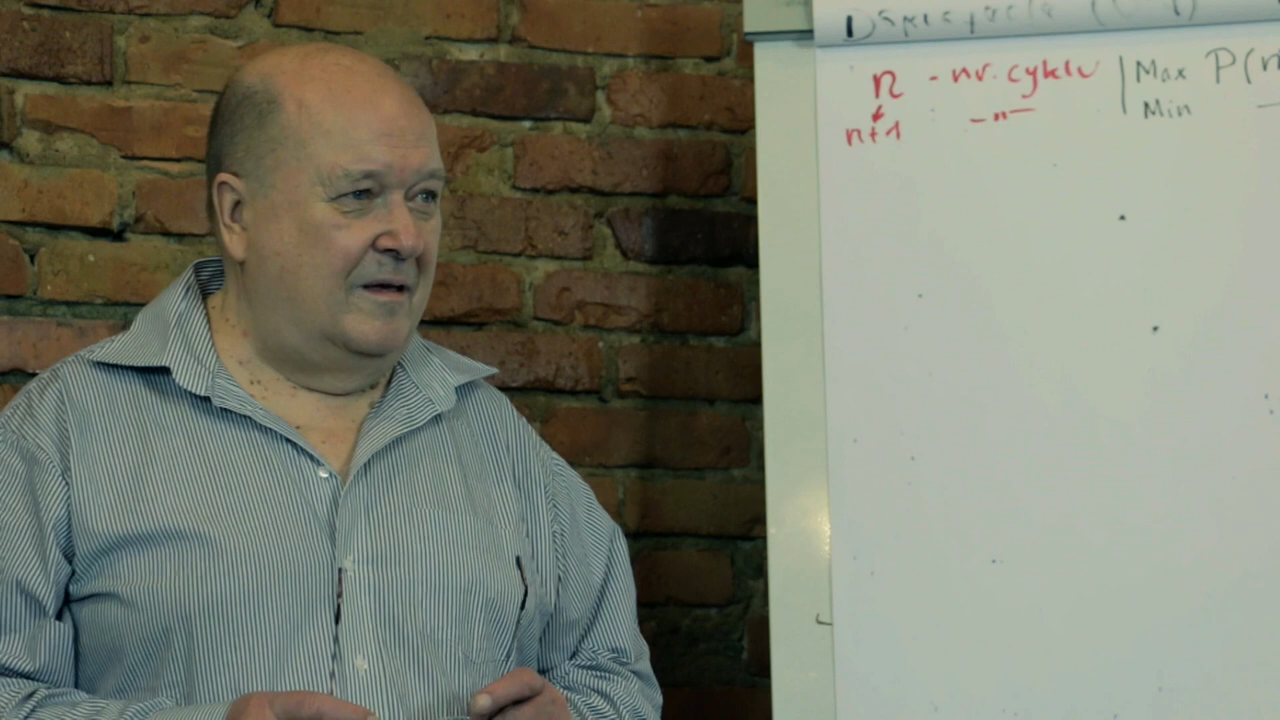 n - nr. cyklu | Max P(n
n+1 -"- Min —